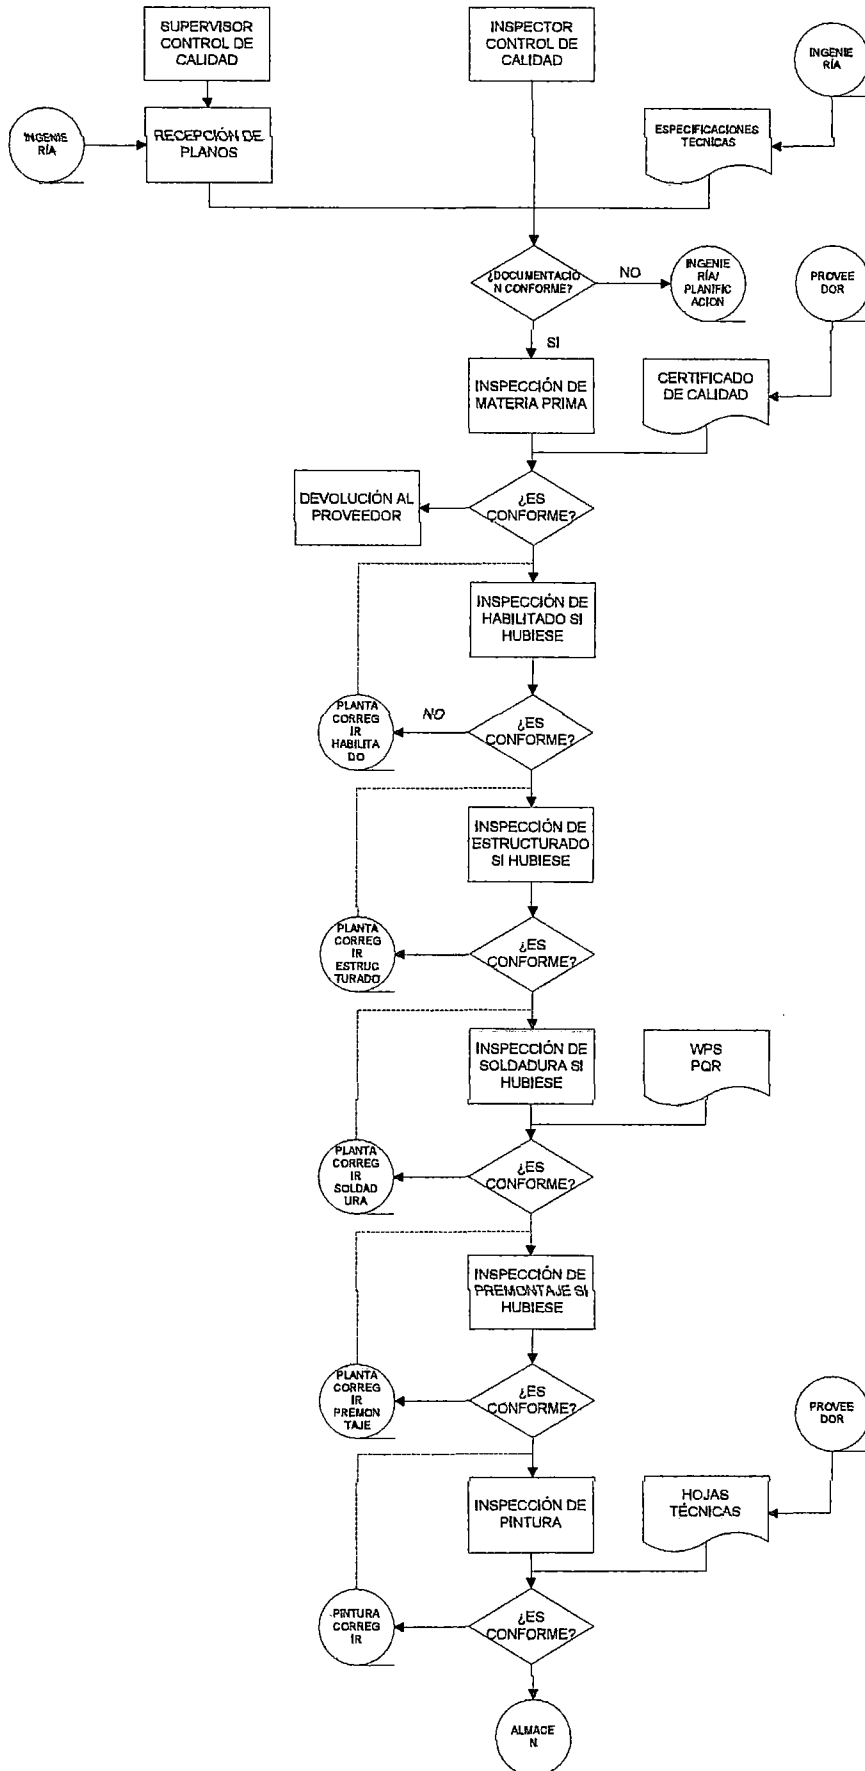 SUPERVISOR
CONTROL DE
CALIDAD
INSPECTOR
CONTROL DE
CALIDAD
INGENIE
RÍA
INGENIE
RÍA
RECEPCIÓN DE
PLANOS
ESPECIFICACIONES
TECNICAS
¿DOCUMENTACIO
N CONFORME?
NO
INGENIE
RÍA/
PLANIFIC
ACION
PROVEE
DOR
SI
INSPECCIÓN DE
MATERIA PRIMA
CERTIFICADO
DE CALIDAD
DEVOLUCIÓN AL
PROVEEDOR
¿ES
CONFORME?
INSPECCIÓN DE
HABILITADO SI
HUBIESE
PLANTA
CORREG
IR
HABILITA
DO
NO
¿ES
CONFORME?
INSPECCIÓN DE
ESTRUCTURADO
SI HUBIESE
PLANTA
CORREG
IR
ESTRUC
TURADO
¿ES
CONFORME?
INSPECCIÓN DE
SOLDADURA SI
HUBIESE
WPS
PQR
PLANTA
CORREG
IR
SOLDAD
URA
¿ES
CONFORME?
INSPECCIÓN DE
PREMONTAJE SI
HUBIESE
PLANTA
CORREG
IR
PREMON
TAJE
¿ES
CONFORME?
PROVEE
DOR
INSPECCIÓN DE
PINTURA
HOJAS
TÉCNICAS
PINTURA
CORREG
IR
¿ES
CONFORME?
ALMACE
N